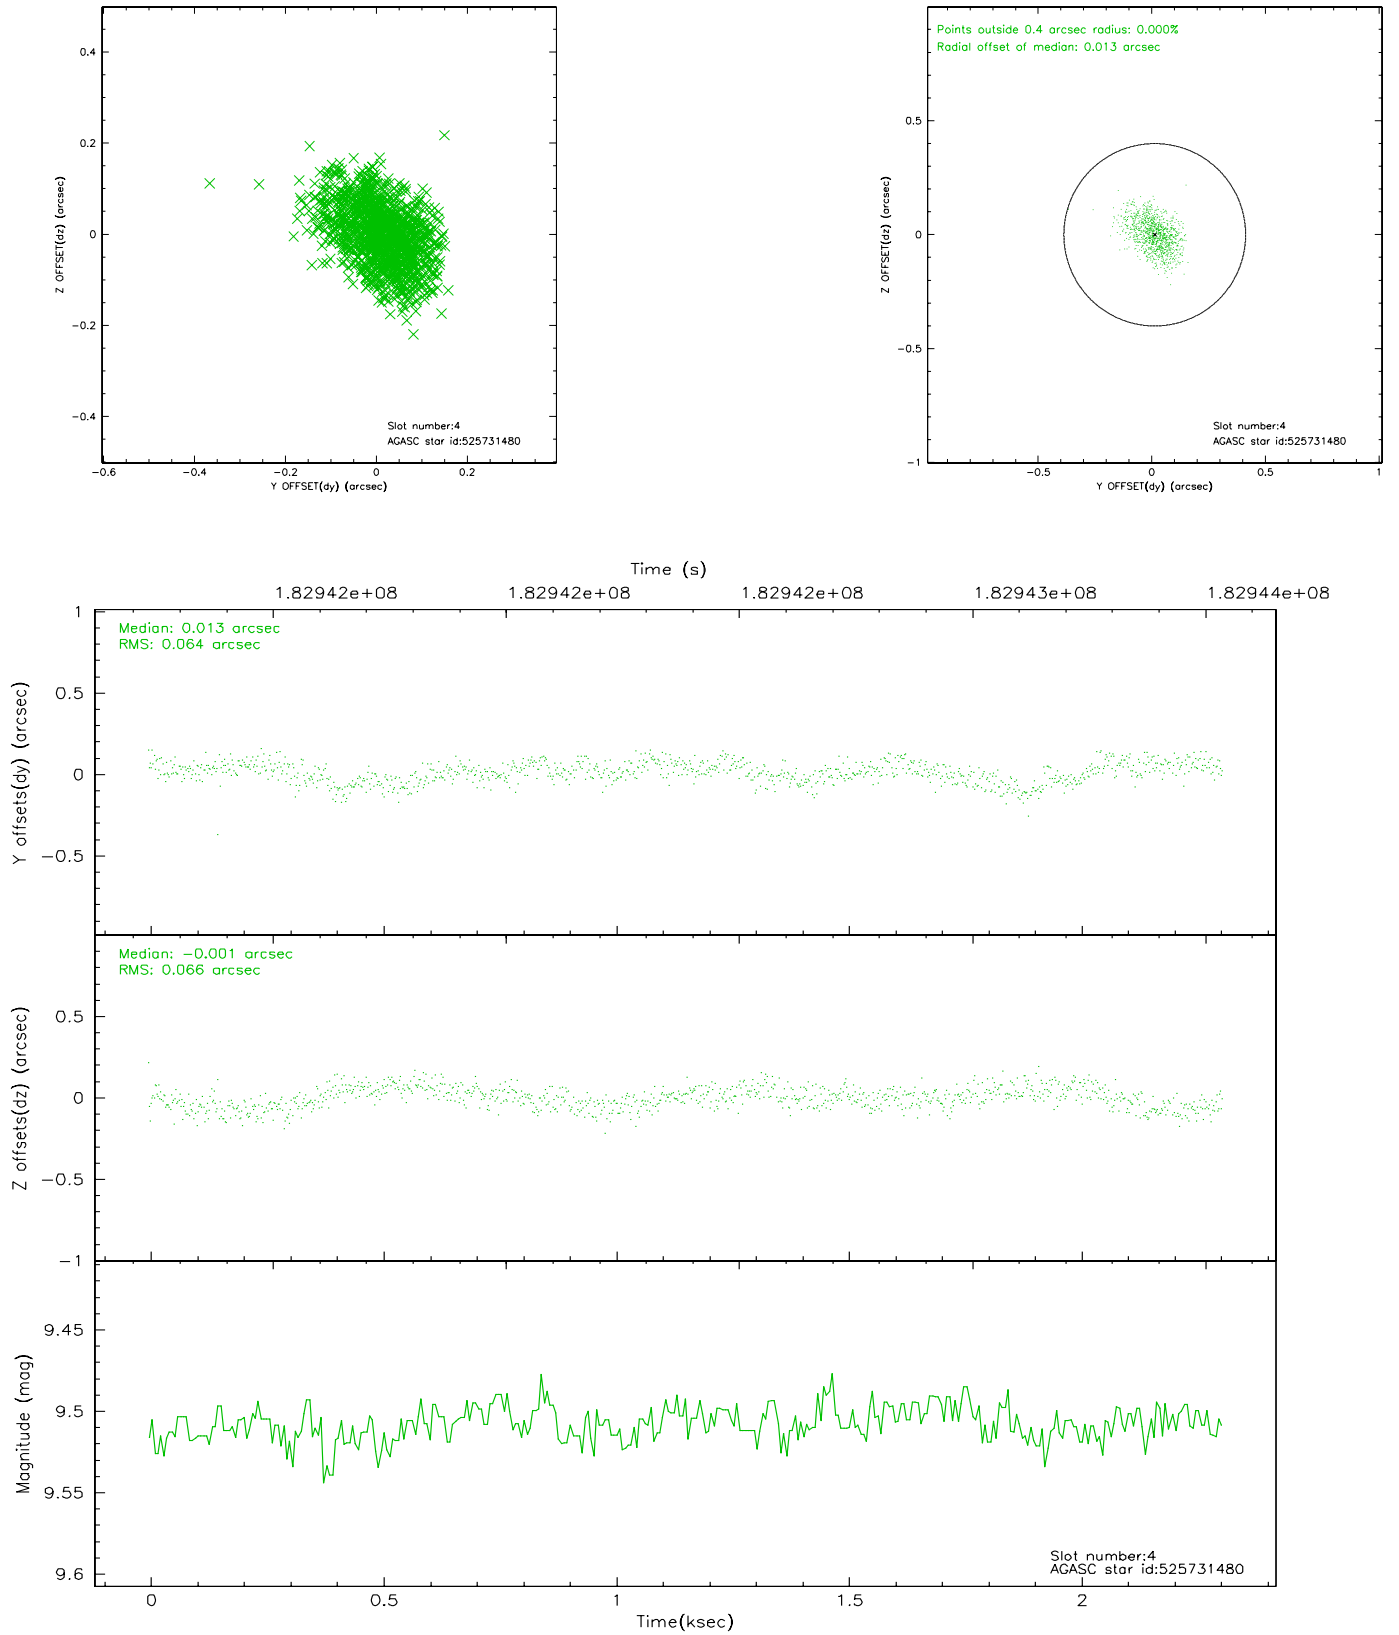 0.4
0.2
0
−0.2
−0.4
−0.6
−0.4
−0.2
0
0.2
Z OFFSET(dz) (arcsec)
Y OFFSET(dy) (arcsec)
Slot number:4
AGASC star id:525731480
Points outside 0.4 arcsec radius: 0.000%
Radial offset of median: 0.013 arcsec
0.5
0
−0.5
−1
−0.5
0
0.5
1
Z OFFSET(dz) (arcsec)
Y OFFSET(dy) (arcsec)
Slot number:4
AGASC star id:525731480
Time (s)
1.82942e+08
1.82942e+08
1.82942e+08
1.82943e+08
1.82944e+08
Median: 0.013 arcsec
RMS: 0.064 arcsec
1
0.5
0
−0.5
Y offsets(dy) (arcsec)
Median: −0.001 arcsec
RMS: 0.066 arcsec
0.5
0
−0.5
−1
Z offsets(dz) (arcsec)
9.45
9.5
9.55
9.6
Magnitude (mag)
Slot number:4
AGASC star id:525731480
0
0.5
1
1.5
2
Time(ksec)